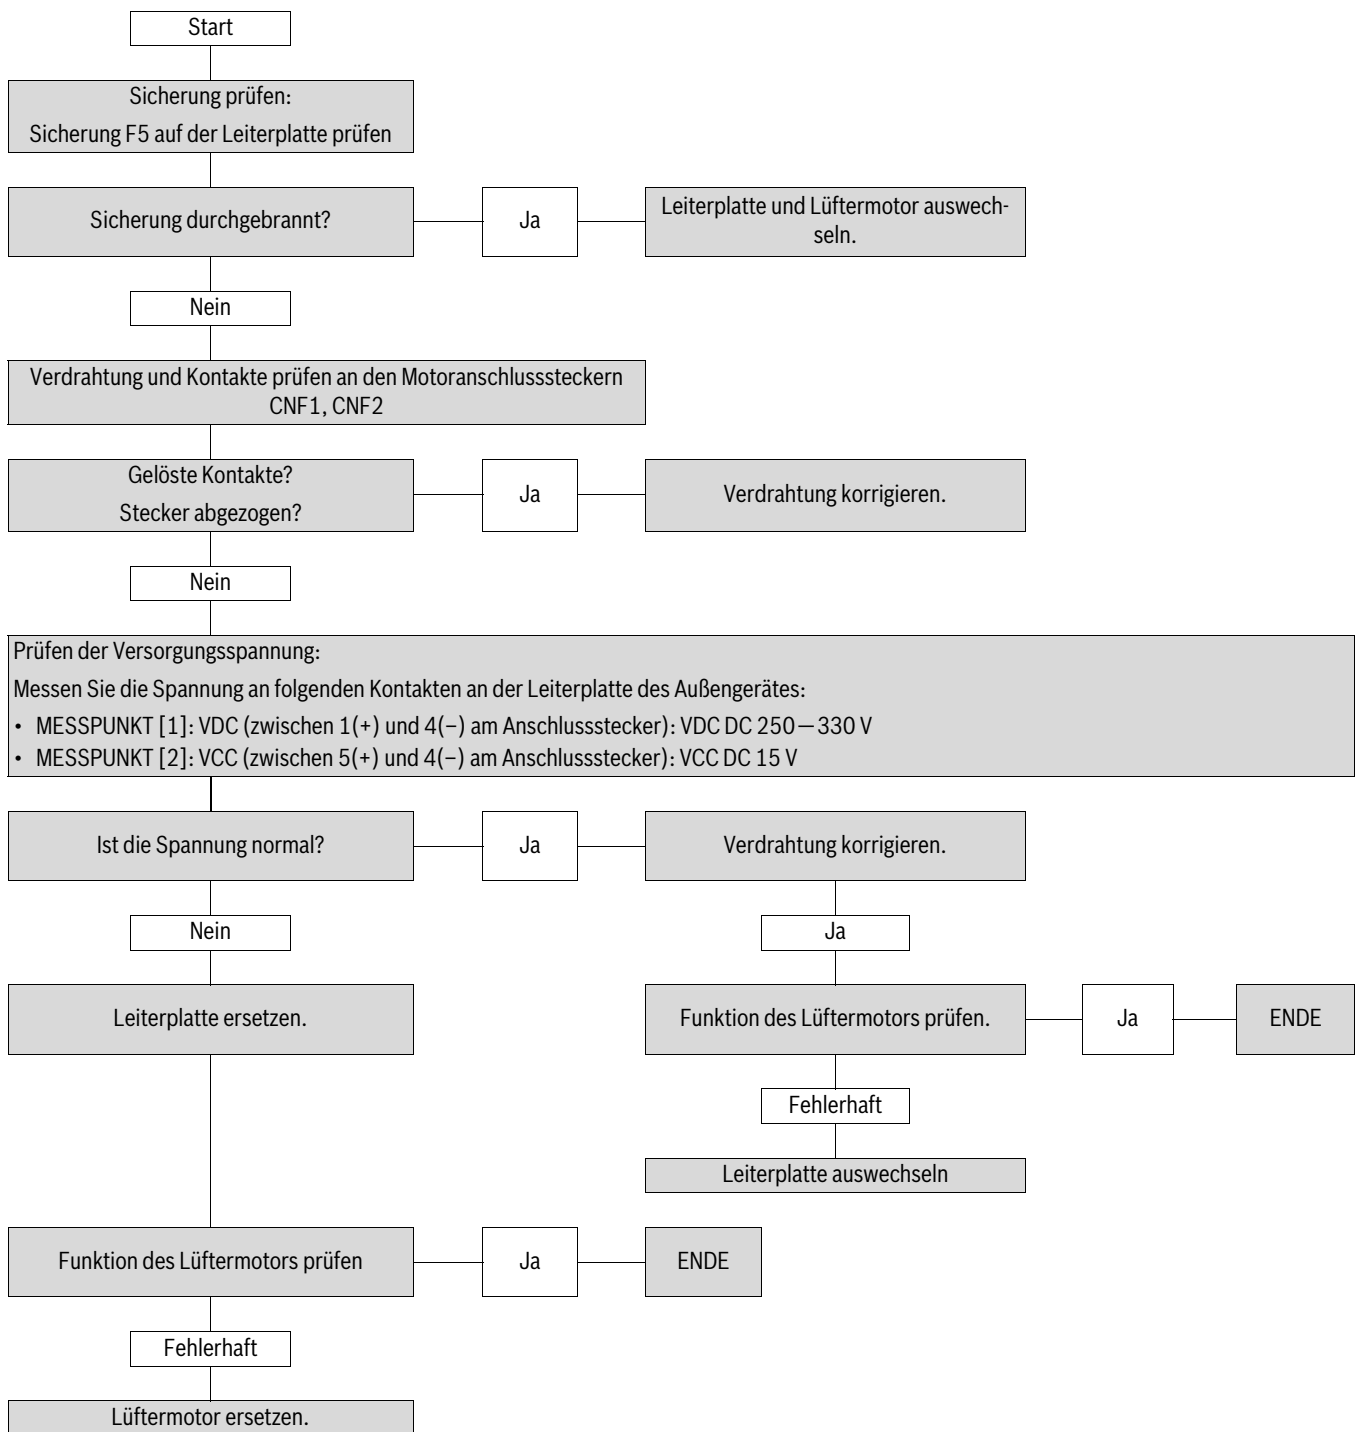 Start
Sicherung prüfen:
Sicherung F5 auf der Leiterplatte prüfen
Sicherung durchgebrannt?
Ja
Leiterplatte und Lüftermotor auswech-
seln.
Nein
Verdrahtung und Kontakte prüfen an den Motoranschlusssteckern
CNF1, CNF2
Gelöste Kontakte?
Stecker abgezogen?
Ja
Verdrahtung korrigieren.
Nein
Prüfen der Versorgungsspannung:
Messen Sie die Spannung an folgenden Kontakten an der Leiterplatte des Außengerätes:
• MESSPUNKT [1]: VDC (zwischen 1(+) und 4(−) am Anschlussstecker): VDC DC 250—330 V
• MESSPUNKT [2]: VCC (zwischen 5(+) und 4(−) am Anschlussstecker): VCC DC 15 V
Ist die Spannung normal?
Ja
Verdrahtung korrigieren.
Nein
Ja
Leiterplatte ersetzen.
Funktion des Lüftermotors prüfen.
Ja
ENDE
Fehlerhaft
Leiterplatte auswechseln
Funktion des Lüftermotors prüfen
Ja
ENDE
Fehlerhaft
Lüftermotor ersetzen.